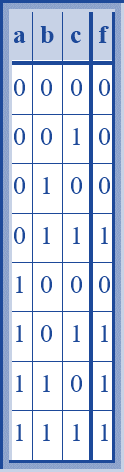 a b c f
0 0 0 0
0 0 1 0
0 1 0 0
0 1 1 1
1 0 0 0
1 0 1 1
1 1 0 1
1 1 1 1